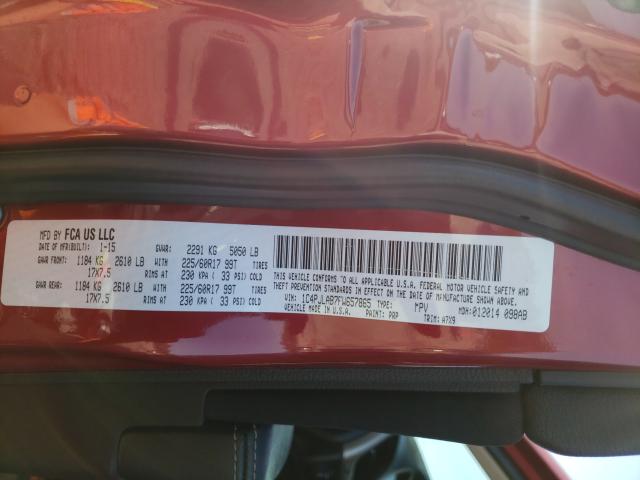 MFD BY FCA US LLC
DATE OF MFR(BUILT): 1-15 GVWR: 2291 KG 5050 LB
GAWR FRONT: 1184 KG 2610 LB WITH 225/60R17 99T TIRES
17X7.5 RIMS AT 230 KPA ( 33 PSI) COLD
GAWR REAR: 1184 KG 2610 LB WITH 225/60R17 99T TIRES
17X7.5 RIMS AT 230 KPA ( 33 PSI) COLD
THIS VEHICLE CONFORMS TO ALL APPLICABLE U.S.A. FEDERAL MOTOR VEHICLE SAFETY AND
THEFT PREVENTION STANDARDS IN EFFECT ON THE DATE OF MANUFACTURE SHOWN ABOVE.
VIN: 1C4PJLAB7FW657865 TYPE: MPV MDH:012014 098AB
MADE IN U.S.A. PAINT: PRP TRIM: A7X9